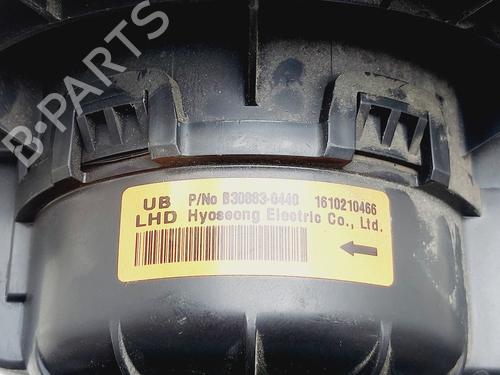 B-PARTS
UB P/No B30883-0440 1610210466
LHD Hyoseong Electric Co., Ltd.